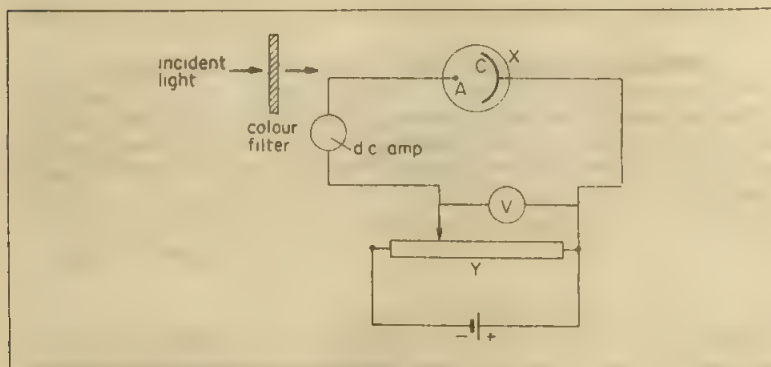 incident
light
colour
filter
A
C
X
d c amp
V
Y
- +